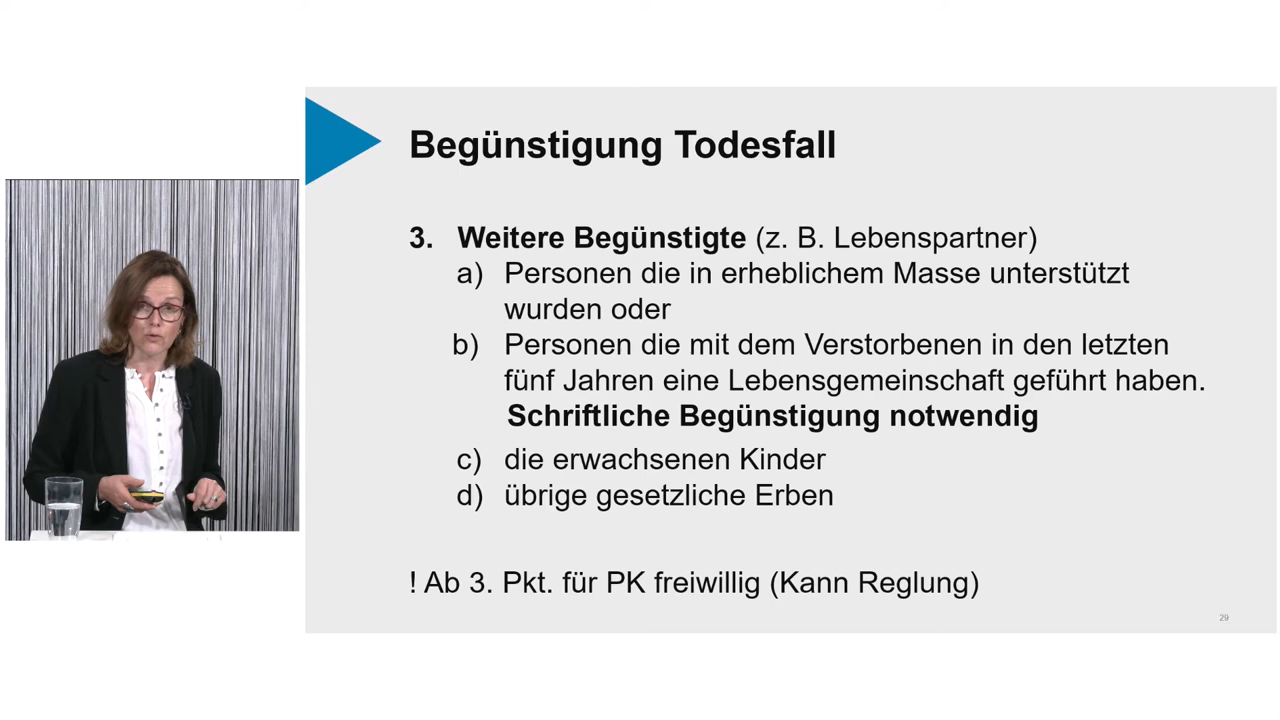 Begünstigung Todesfall
3. Weitere Begünstigte (z. B. Lebenspartner)
a) Personen die in erheblichem Masse unterstützt
wurden oder
b) Personen die mit dem Verstorbenen in den letzten
fünf Jahren eine Lebensgemeinschaft geführt haben.
Schriftliche Begünstigung notwendig
c) die erwachsenen Kinder
d) übrige gesetzliche Erben
! Ab 3. Pkt. für PK freiwillig (Kann Reglung)
29